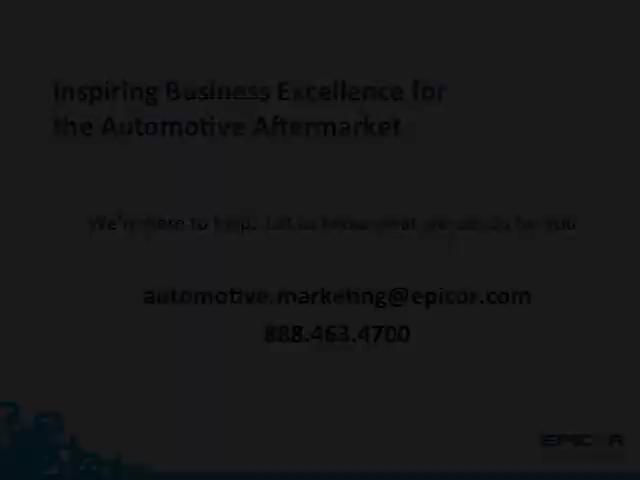 Inspiring Business Excellence for
the Automotive Aftermarket
We're here to help. Let us know what we can do for you
automotive.marketing@epicor.com
888.463.4700
EPICOR